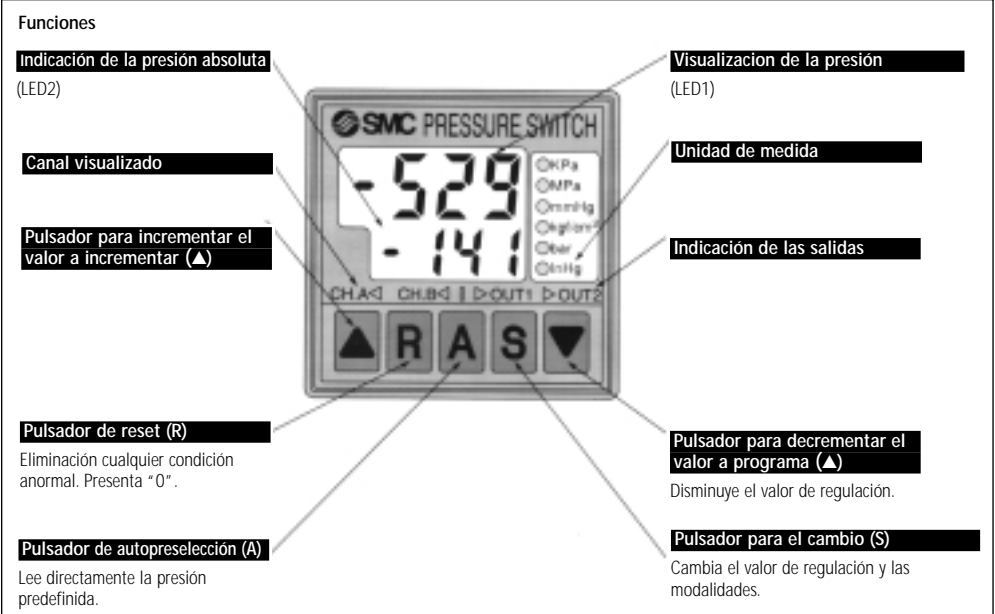 Funciones
Indicación de la presión absoluta
(LED2)
Canal visualizado
Pulsador para incrementar el
valor a incrementar (▲)
Pulsador de reset (R)
Eliminación cualquier condición
anormal. Presenta "0".
Pulsador de autopreselección (A)
Lee directamente la presión
predefinida.
SMC PRESSURE SWITCH
-529
-141
KPa
MPa
mmHg
kgf/cm²
bar
InHg
CH.A◁ CH.B◁ ▷OUT1 ▷OUT2
▲ R A S ▼
Visualizacion de la presión
(LED1)
Unidad de medida
Indicación de las salidas
Pulsador para decrementar el
valor a programa (▲)
Disminuye el valor de regulación.
Pulsador para el cambio (S)
Cambia el valor de regulación y las
modalidades.